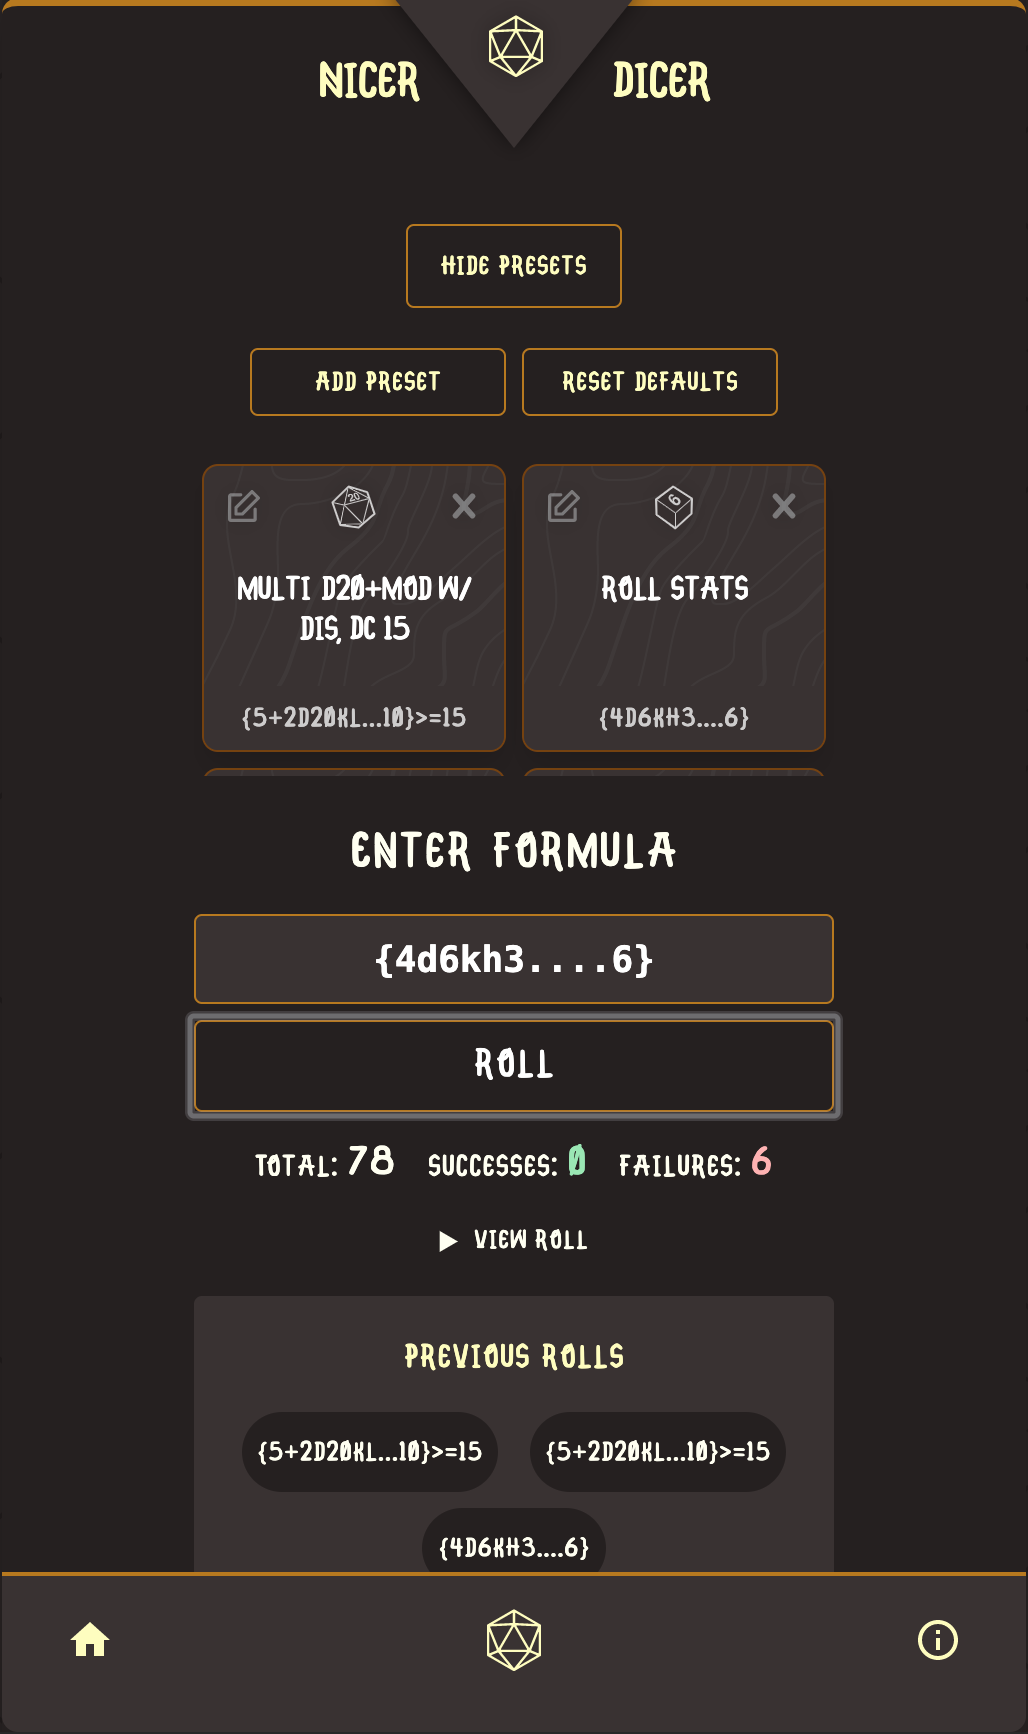 NICER DICER
HIDE PRESETS
ADD PRESET
RESET DEFAULTS
20
6
MULTI D20+MOD W/
DIS, DC 15
ROLL STATS
{5+2D20KL...10}>=15
{4D6KH3....6}
ENTER FORMULA
{4d6kh3....6}
ROLL
TOTAL: 78 SUCCESSES: 0 FAILURES: 6
VIEW ROLL
PREVIOUS ROLLS
{5+2D20KL...10}>=15
{5+2D20KL...10}>=15
{4D6KH3....6}